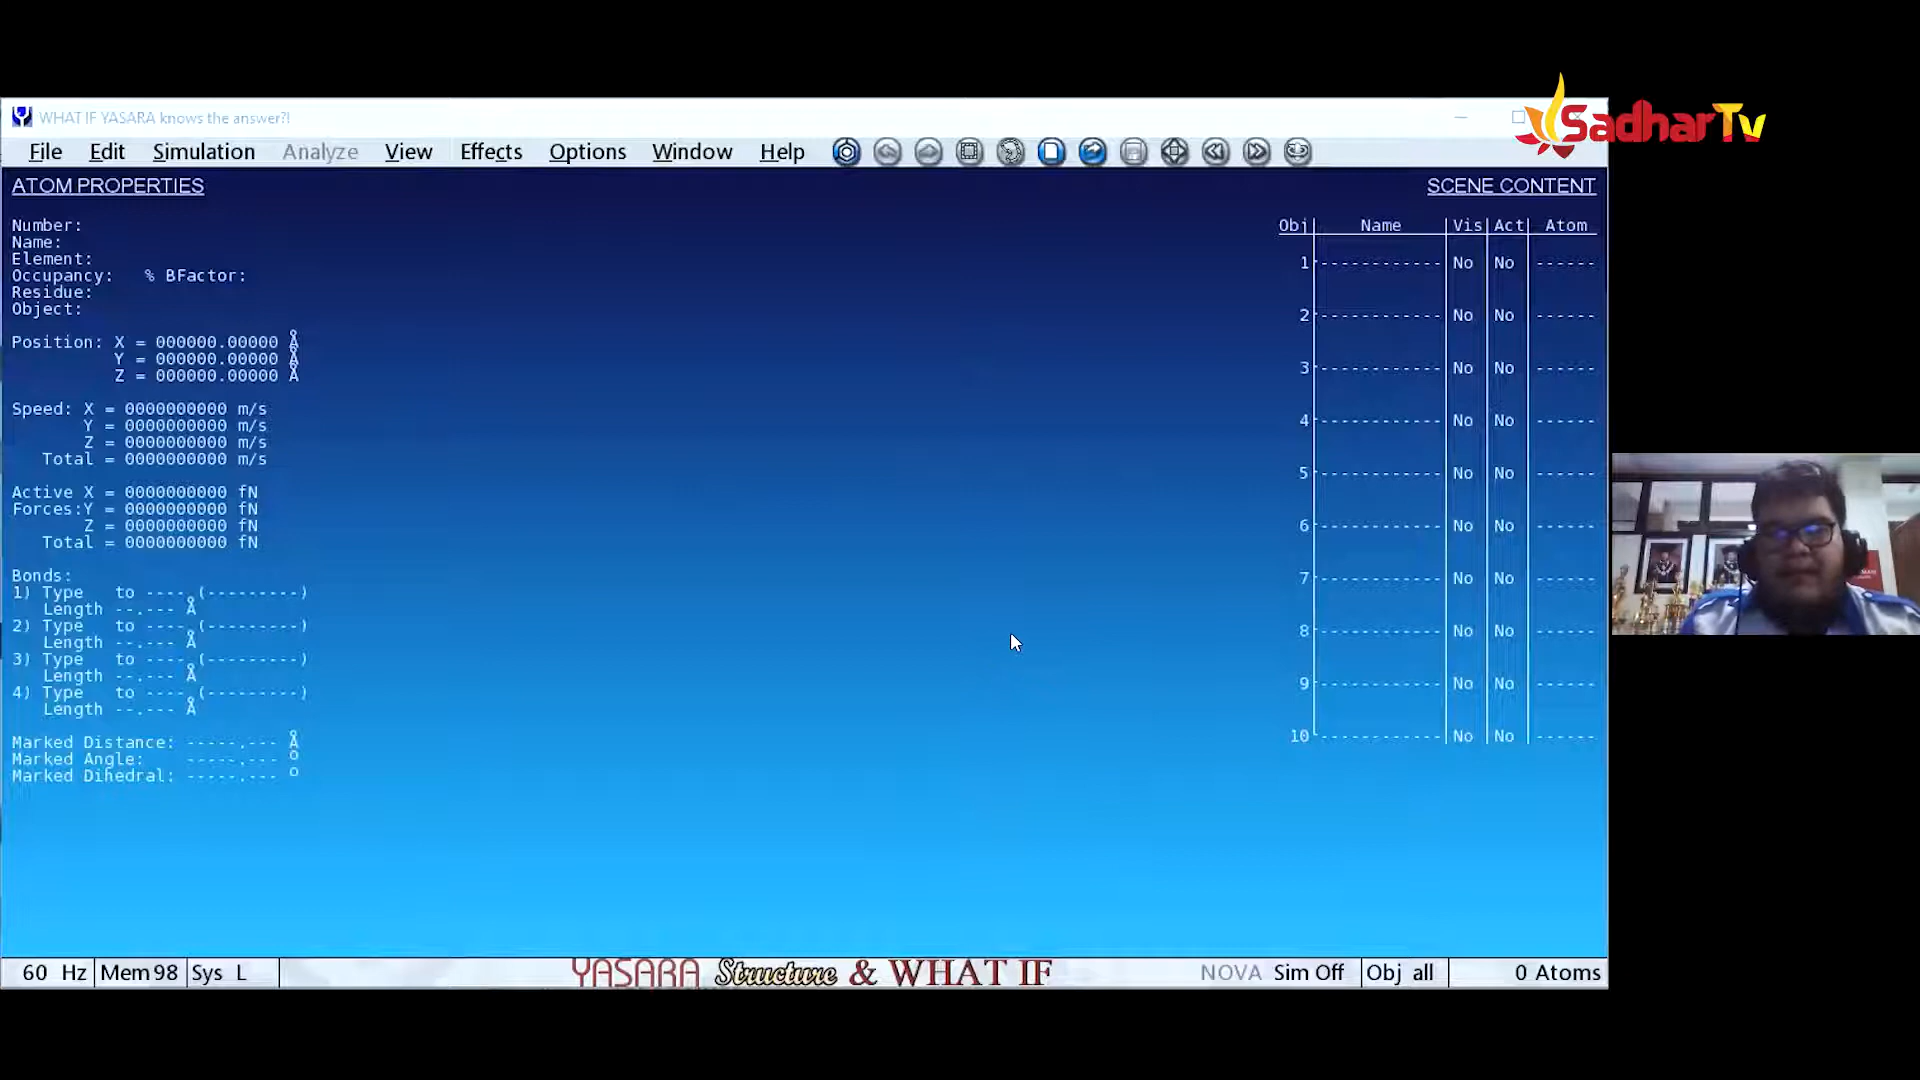 SadharTv
WHAT IF YASARA knows the answer?!
File Edit Simulation Analyze View Effects Options Window Help
ATOM PROPERTIES
Number:
Name:
Element:
Occupancy: % BFactor:
Residue:
Object:
Position: X = 000000.00000 Å
Y = 000000.00000 Å
Z = 000000.00000 Å
Speed: X = 0000000000 m/s
Y = 0000000000 m/s
Z = 0000000000 m/s
Total = 0000000000 m/s
Active X = 0000000000 fN
Forces:Y = 0000000000 fN
Z = 0000000000 fN
Total = 0000000000 fN
Bonds:
1) Type to ----.(---------)
Length --.--- Å
2) Type to ----.(---------)
Length --.--- Å
3) Type to ----.(---------)
Length --.--- Å
4) Type to ----.(---------)
Length --.--- Å
Marked Distance: -----.--- Å
Marked Angle: -----.--- o
Marked Dihedral: -----.--- o
SCENE CONTENT
Obj Name Vis Act Atom
1 ------------ No No ------
2 ------------ No No ------
3 ------------ No No ------
4 ------------ No No ------
5 ------------ No No ------
6 ------------ No No ------
7 ------------ No No ------
8 ------------ No No ------
9 ------------ No No ------
10 ------------ No No ------
60 Hz Mem 98 Sys L YASARA Structure & WHAT IF NOVA Sim Off Obj all 0 Atoms